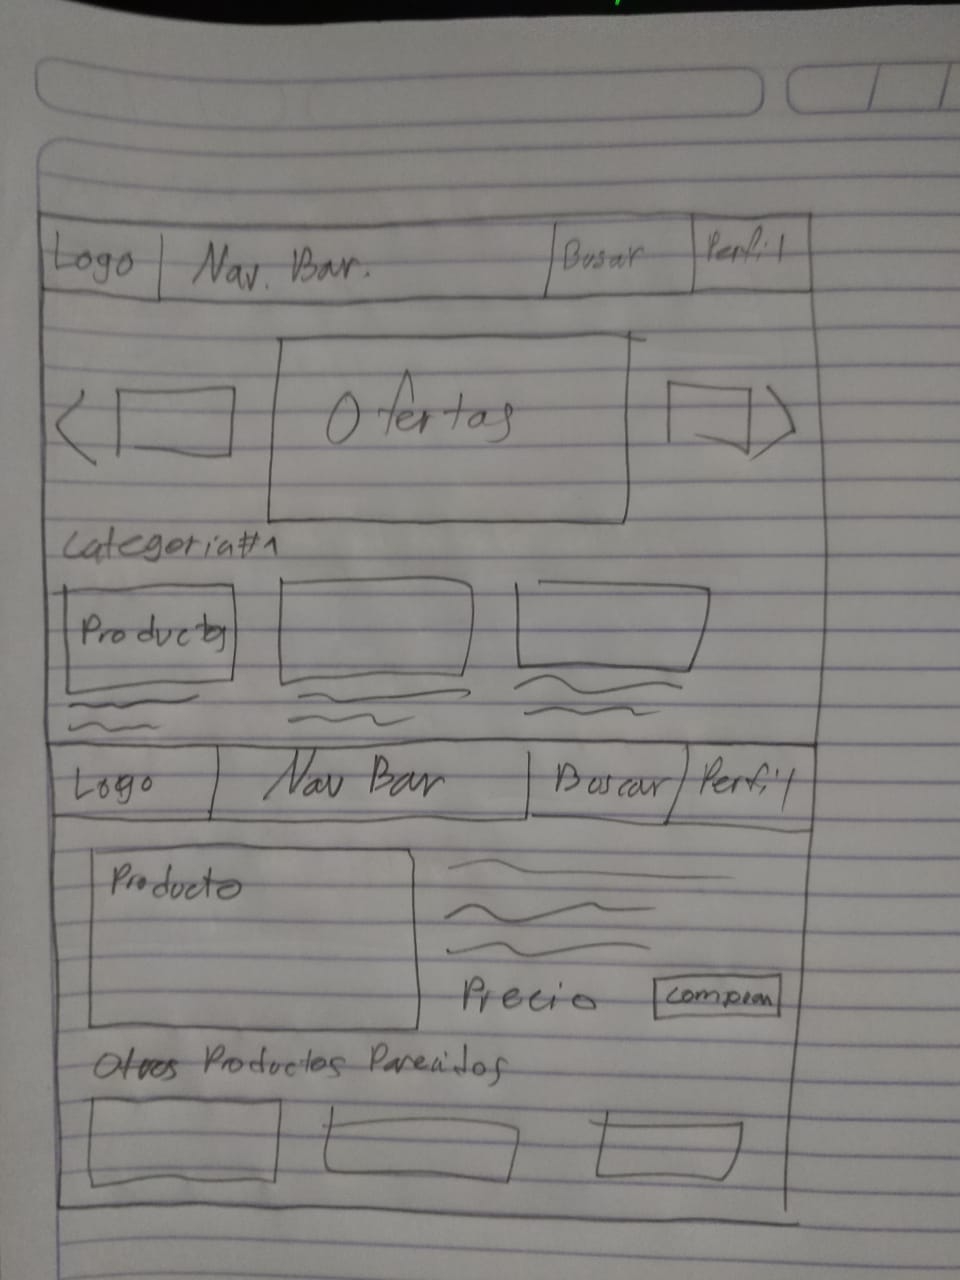 Logo Nav. Bar. Busar Perfil
Ofertas
Categoria#1
Producto
Logo Nav Bar Buscar Perfil
Producto
Precio comprar
Otros Productos Parecidos